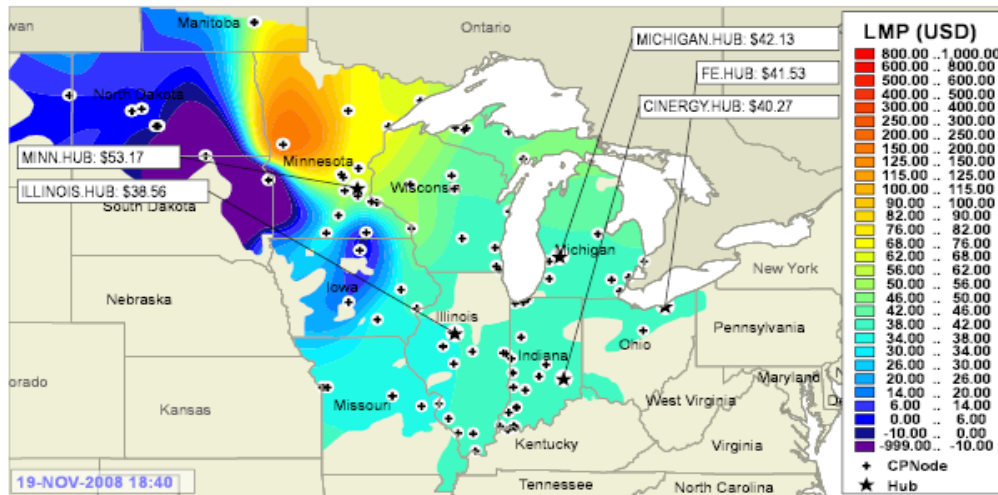 Manitoba
wan
Ontario
MICHIGAN.HUB: $42.13
FE.HUB: $41.53
CINERGY.HUB: $40.27
North Dakota
MINN.HUB: $53.17
Minnesota
ILLINOIS.HUB: $38.56
South Dakota
Wisconsin
Michigan
New York
Iowa
Nebraska
Illinois
Pennsylvania
Ohio
Indiana
orado
Maryland
N
De
Missouri
West Virginia
Kansas
Kentucky
Virginia
19-NOV-2008 18:40
Tennessee
North Carolina
LMP (USD)
800.00 .. 1,000.00
600.00 .. 800.00
500.00 .. 600.00
400.00 .. 500.00
300.00 .. 400.00
250.00 .. 300.00
200.00 .. 250.00
150.00 .. 200.00
125.00 .. 150.00
115.00 .. 125.00
100.00 .. 115.00
90.00 .. 100.00
82.00 .. 90.00
76.00 .. 82.00
68.00 .. 76.00
62.00 .. 68.00
56.00 .. 62.00
50.00 .. 56.00
46.00 .. 50.00
42.00 .. 46.00
38.00 .. 42.00
34.00 .. 38.00
30.00 .. 34.00
26.00 .. 30.00
20.00 .. 26.00
14.00 .. 20.00
6.00 .. 14.00
0.00 .. 6.00
-10.00 .. 0.00
-999.00 .. -10.00
CPNode
Hub